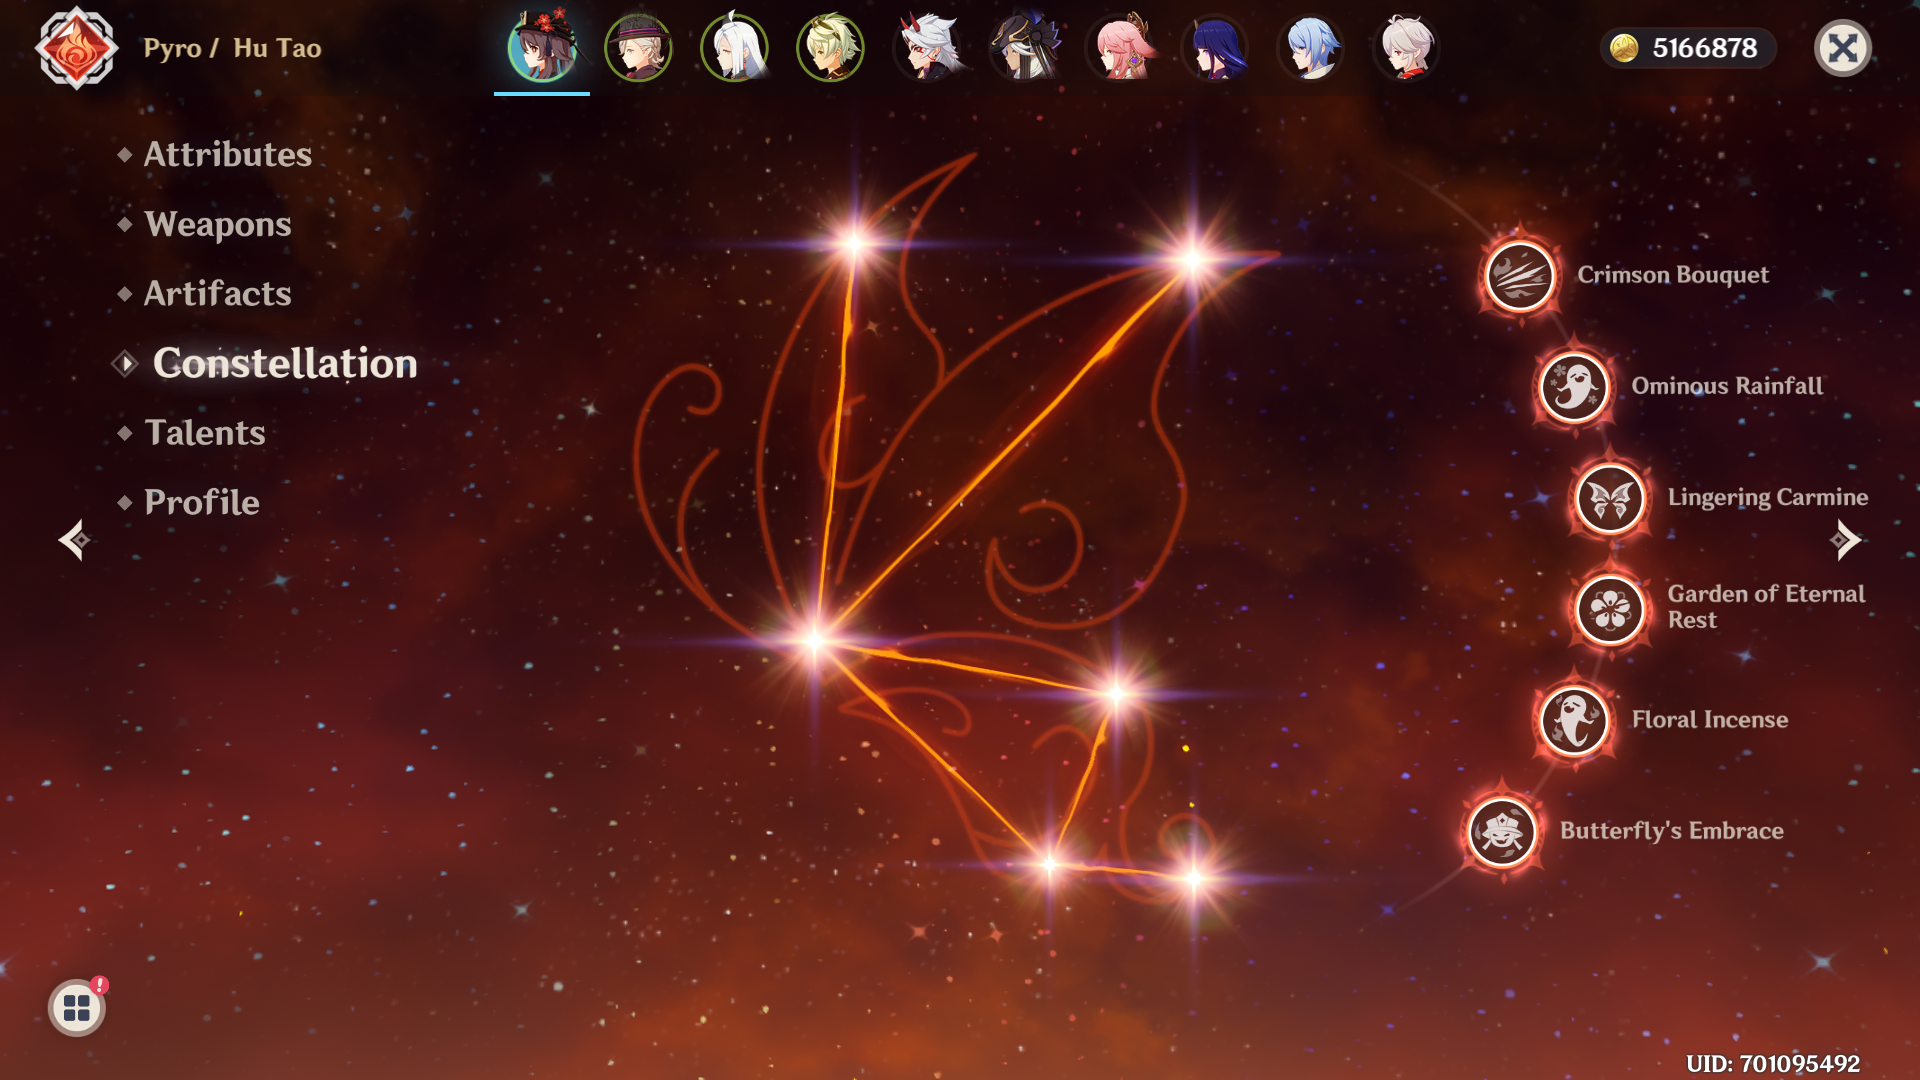 Pyro / Hu Tao
5166878
Attributes
Weapons
Artifacts
Constellation
Talents
Profile
Crimson Bouquet
Ominous Rainfall
Lingering Carmine
Garden of Eternal
Rest
Floral Incense
Butterfly's Embrace
!
UID: 701095492